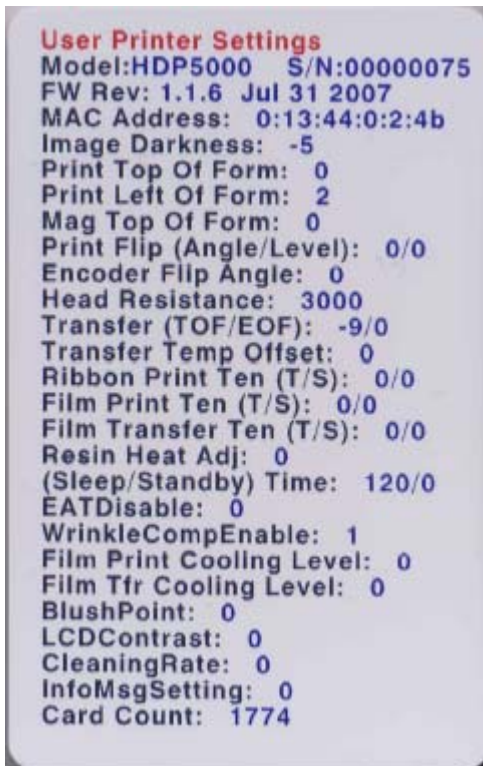 User Printer Settings
Model:HDP5000 S/N:00000075
FW Rev: 1.1.6 Jul 31 2007
MAC Address: 0:13:44:0:2:4b
Image Darkness: -5
Print Top Of Form: 0
Print Left Of Form: 2
Mag Top Of Form: 0
Print Flip (Angle/Level): 0/0
Encoder Flip Angle: 0
Head Resistance: 3000
Transfer (TOF/EOF): -9/0
Transfer Temp Offset: 0
Ribbon Print Ten (T/S): 0/0
Film Print Ten (T/S): 0/0
Film Transfer Ten (T/S): 0/0
Resin Heat Adj: 0
(Sleep/Standby) Time: 120/0
EATDisable: 0
WrinkleCompEnable: 1
Film Print Cooling Level: 0
Film Tfr Cooling Level: 0
BlushPoint: 0
LCDContrast: 0
CleaningRate: 0
InfoMsgSetting: 0
Card Count: 1774